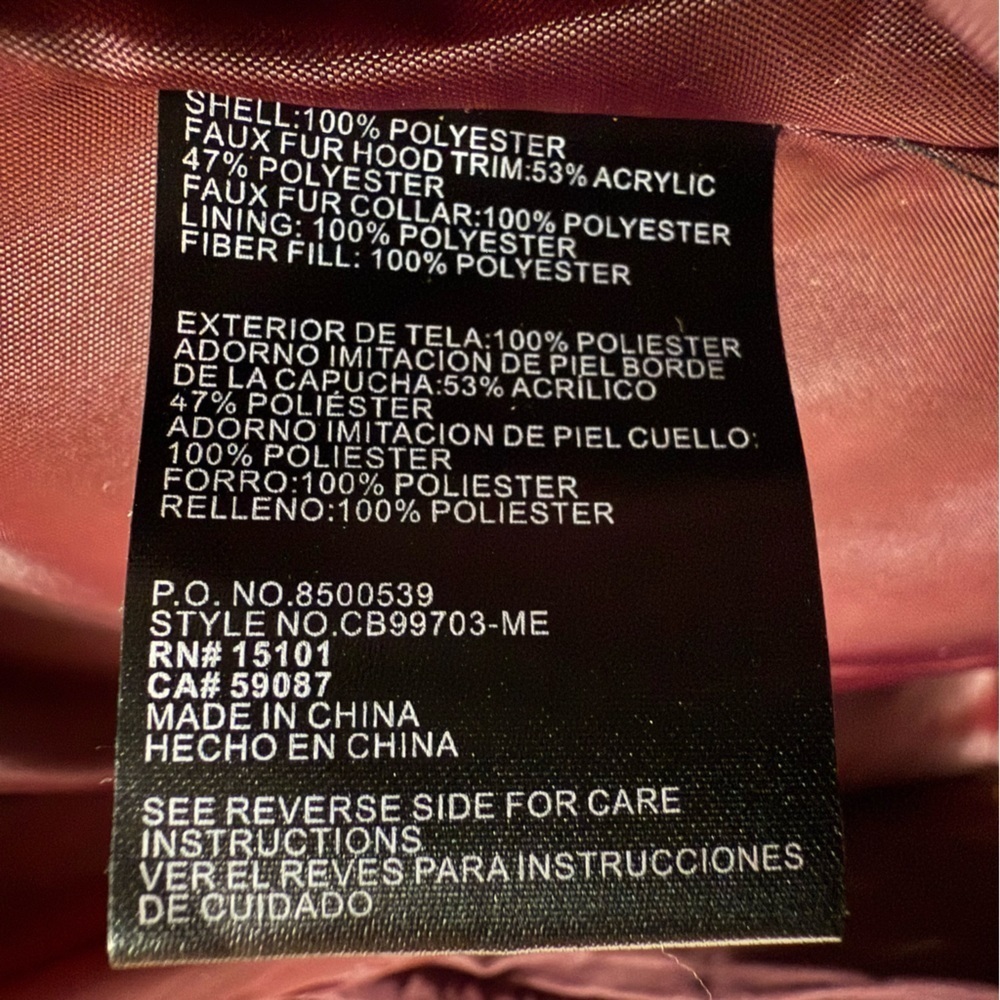 SHELL:100% POLYESTER
FAUX FUR HOOD TRIM:53% ACRYLIC
47% POLYESTER
FAUX FUR COLLAR:100% POLYESTER
LINING: 100% POLYESTER
FIBER FILL: 100% POLYESTER
EXTERIOR DE TELA:100% POLIESTER
ADORNO IMITACION DE PIEL BORDE
DE LA CAPUCHA:53% ACRÍLICO
47% POLIÉSTER
ADORNO IMITACION DE PIEL CUELLO:
100% POLIESTER
FORRO:100% POLIESTER
RELLENO:100% POLIESTER
P.O. NO.8500539
STYLE NO.CB99703-ME
RN# 15101
CA# 59087
MADE IN CHINA
HECHO EN CHINA
SEE REVERSE SIDE FOR CARE
INSTRUCTIONS
VER EL REVES PARA INSTRUCCIONES
DE CUIDADO